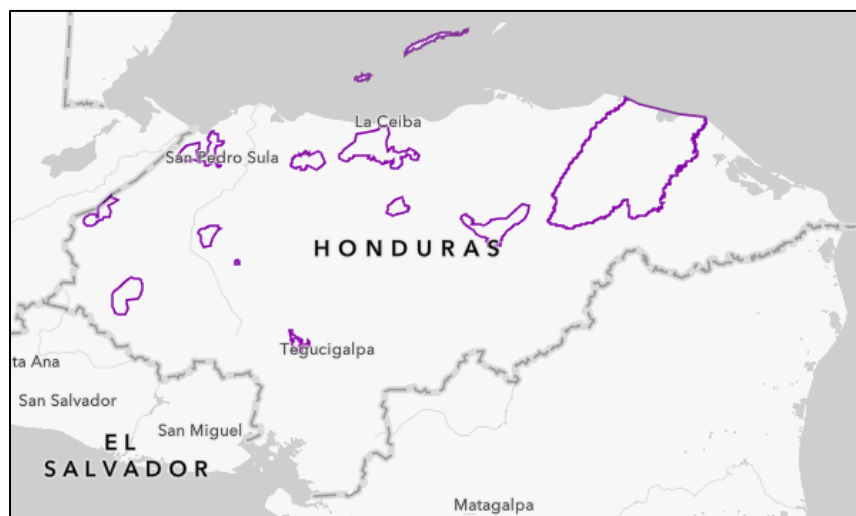 La Ceiba
San Pedro Sula
HONDURAS
Tegucigalpa
ta Ana
San Salvador
San Miguel
EL
SALVADOR
Matagalpa